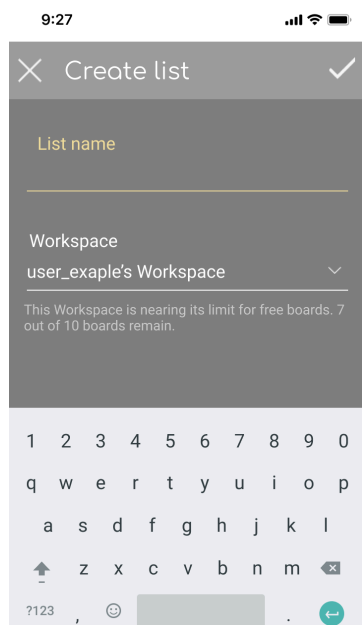 9:27
Create list
List name
Workspace
user_exaple's Workspace
This Workspace is nearing its limit for free boards. 7
out of 10 boards remain.
1 2 3 4 5 6 7 8 9 0
q w e r t y u i o p
a s d f g h j k l
z x c v b n m
?123 , .